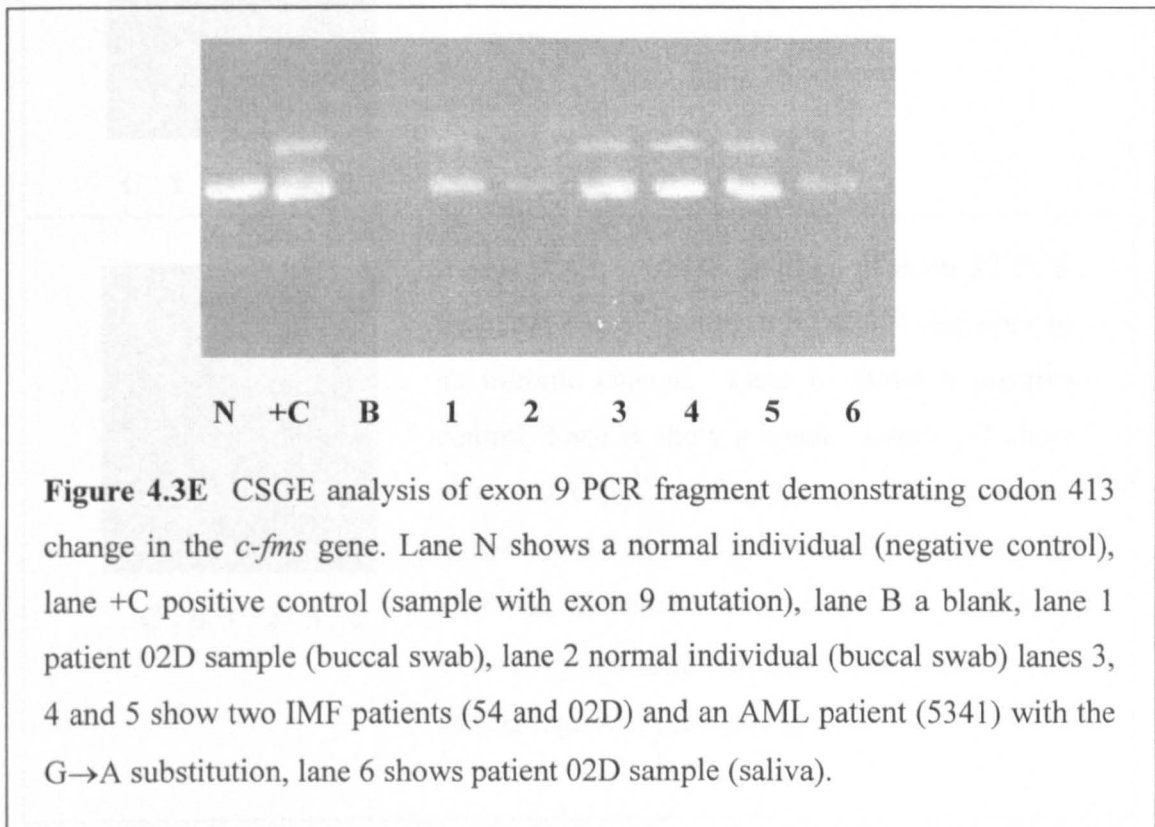 N +C B 1 2 3 4 5 6
Figure 4.3E CSGE analysis of exon 9 PCR fragment demonstrating codon 413
change in the c-fms gene. Lane N shows a normal individual (negative control),
lane +C positive control (sample with exon 9 mutation), lane B a blank, lane 1
patient 02D sample (buccal swab), lane 2 normal individual (buccal swab) lanes 3,
4 and 5 show two IMF patients (54 and 02D) and an AML patient (5341) with the
G→A substitution, lane 6 shows patient 02D sample (saliva).